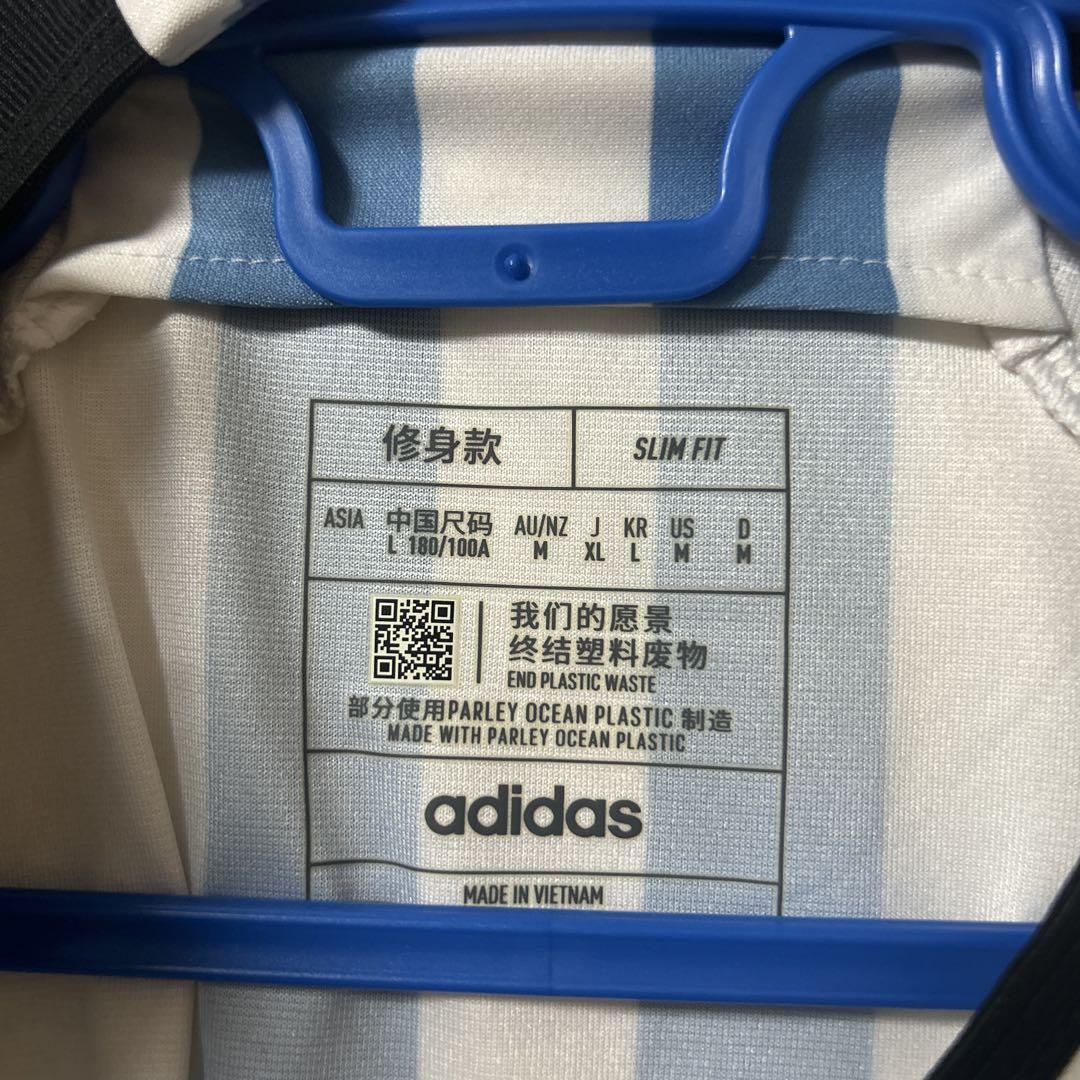 修身款 SLIM FIT
ASIA 中国尺码 AU/NZ J KR US D
L 180/100A M XL L M M
我们的愿景
终结塑料废物
END PLASTIC WASTE
部分使用PARLEY OCEAN PLASTIC 制造
MADE WITH PARLEY OCEAN PLASTIC
adidas
MADE IN VIETNAM